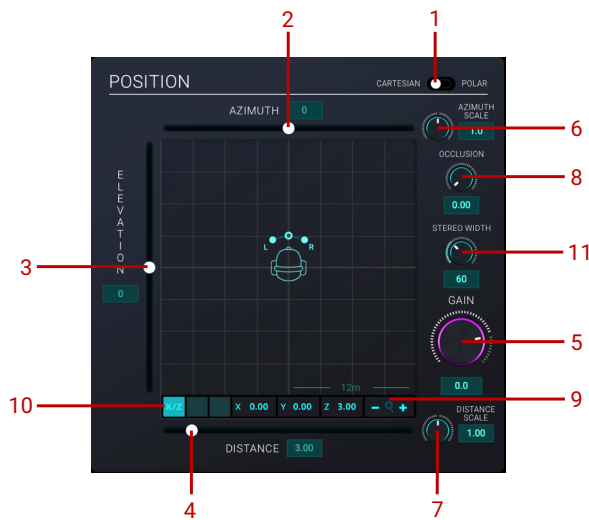 2
1
POSITION
CARTESIAN
POLAR
AZIMUTH
0
AZIMUTH
SCALE
1.0
6
OCCLUSION
8
0.00
ELEVATION
L
R
STEREO WIDTH
11
3
60
0
GAIN
5
12m
0.0
9
10
X/Z
X 0.00
Y 0.00
Z 3.00
DISTANCE
SCALE
1.00
DISTANCE
3.00
4
7